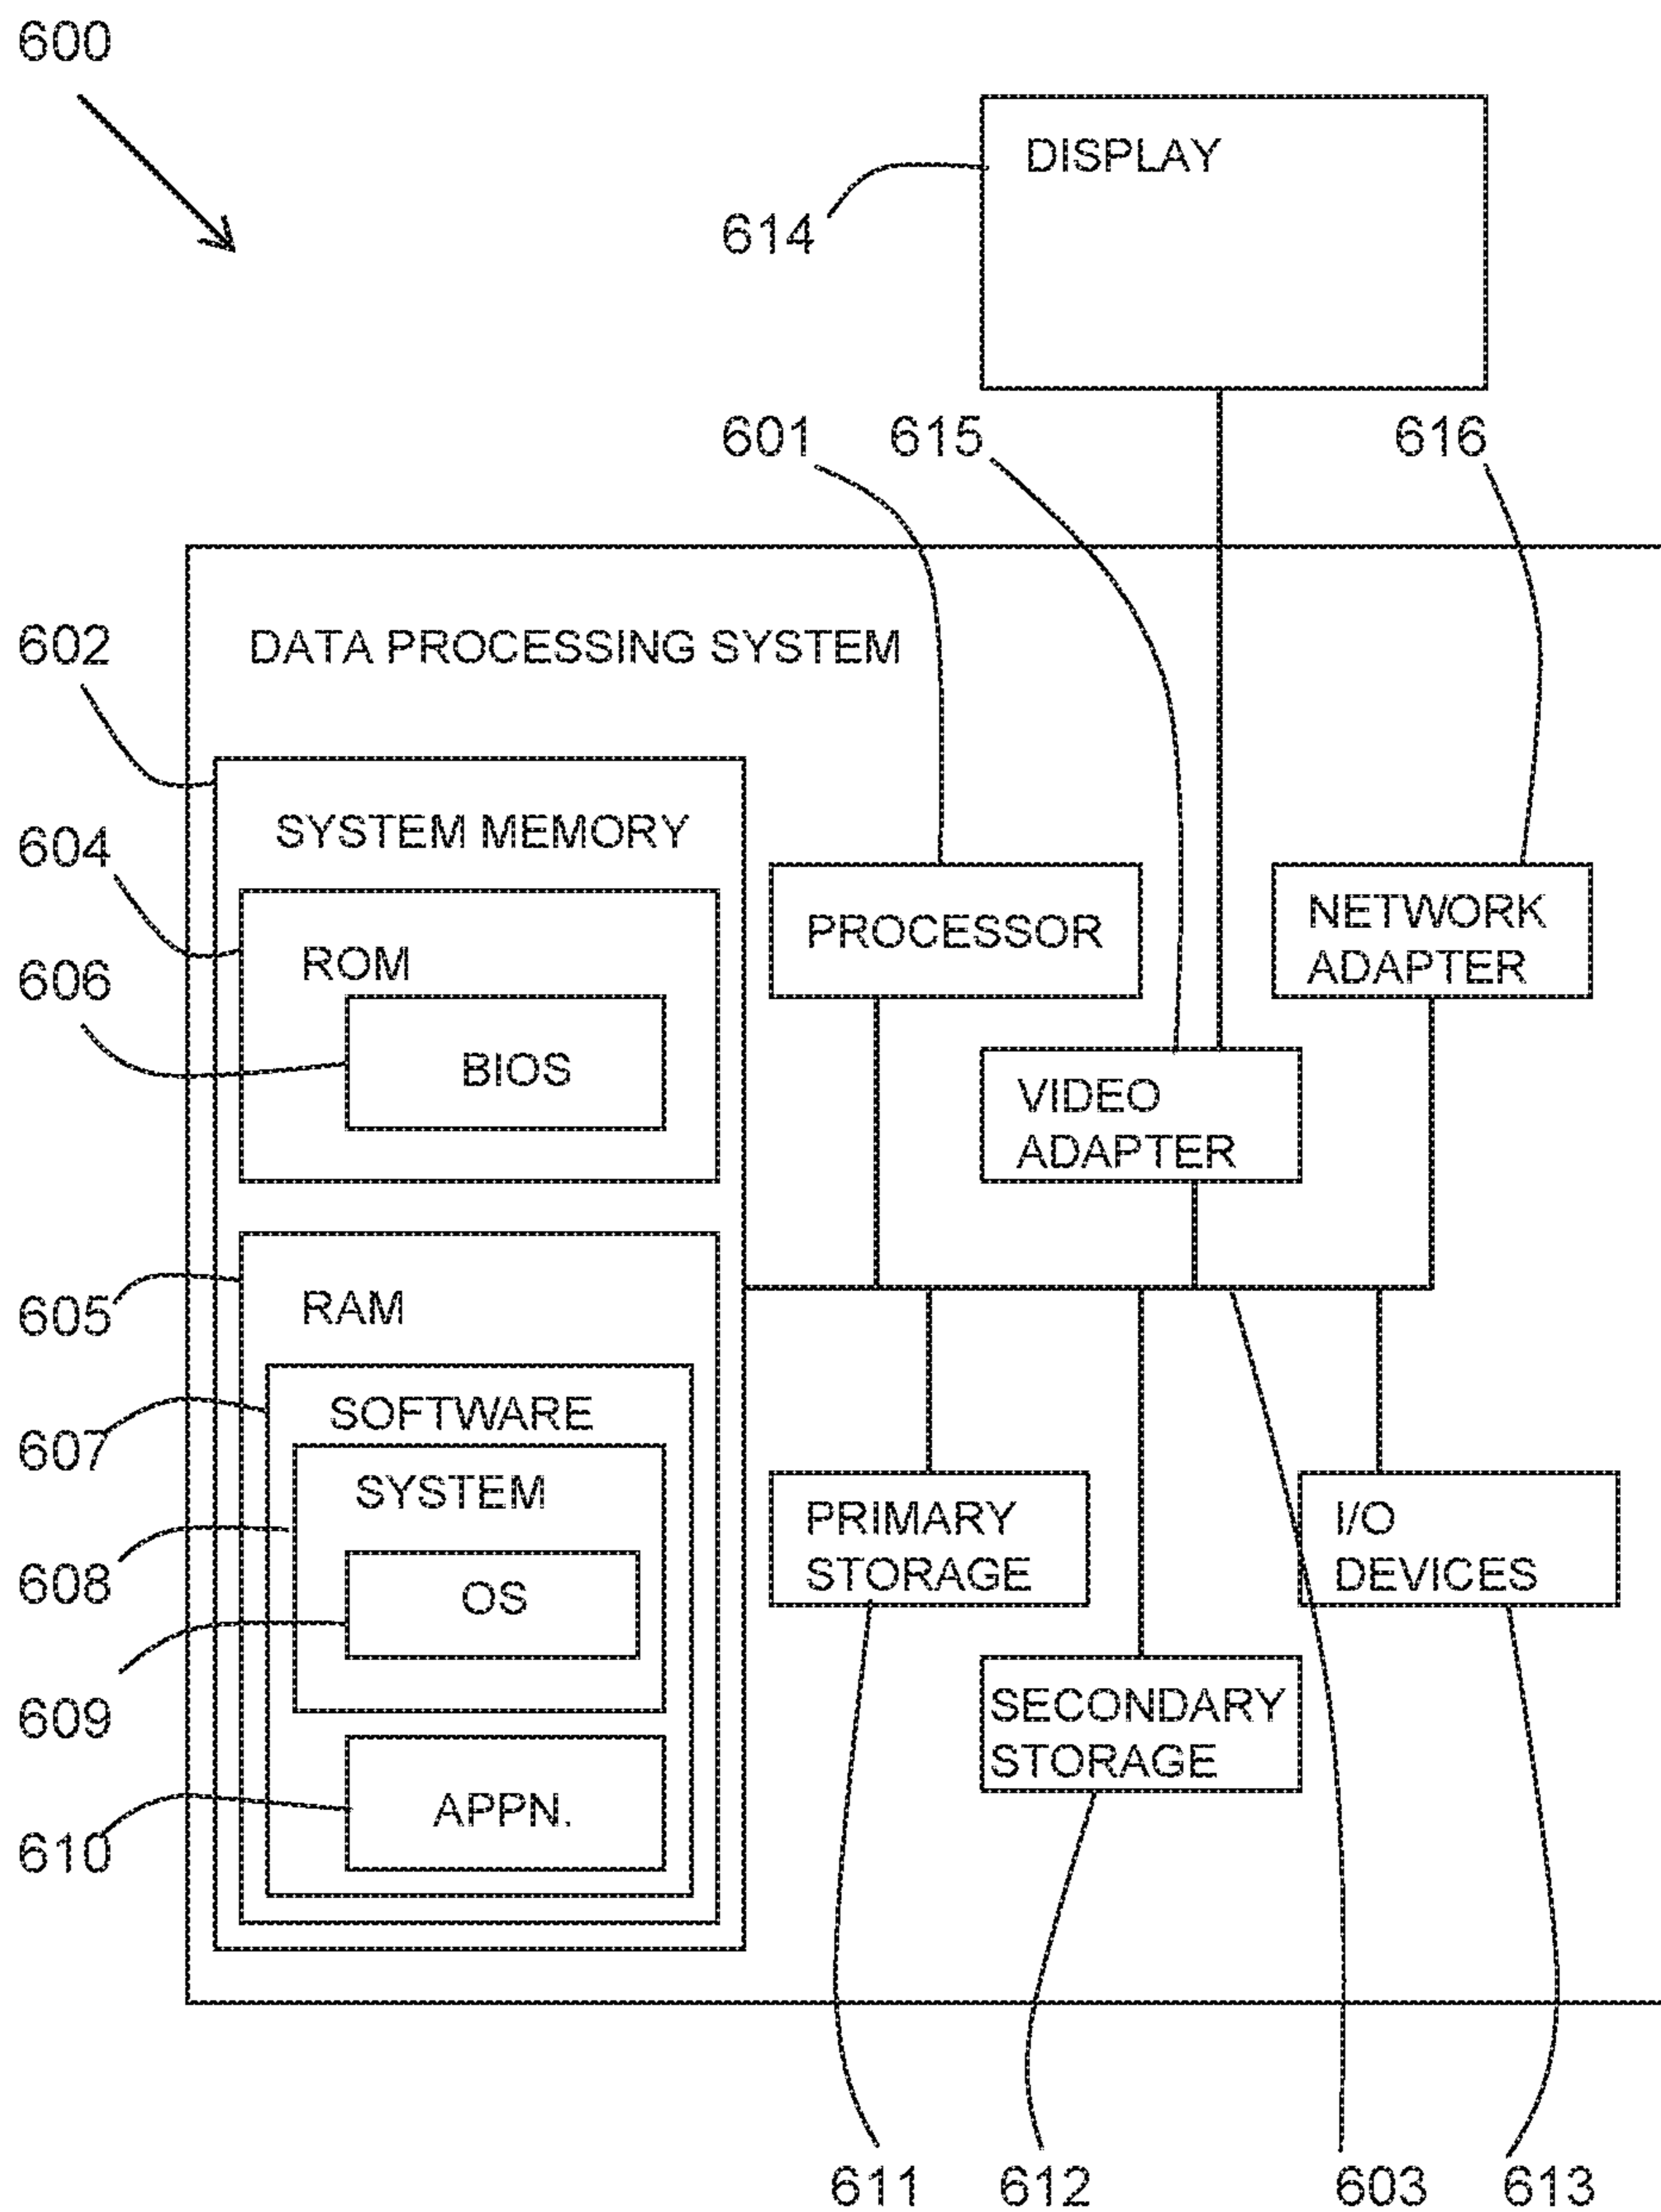 600
DISPLAY
614
601
615
616
602
DATA PROCESSING SYSTEM
SYSTEM MEMORY
604
ROM
606
BIOS
PROCESSOR
NETWORK
ADAPTER
VIDEO
ADAPTER
605
RAM
607
SOFTWARE
SYSTEM
608
OS
609
610
APPN.
PRIMARY
STORAGE
I/O
DEVICES
SECONDARY
STORAGE
611
612
603
613